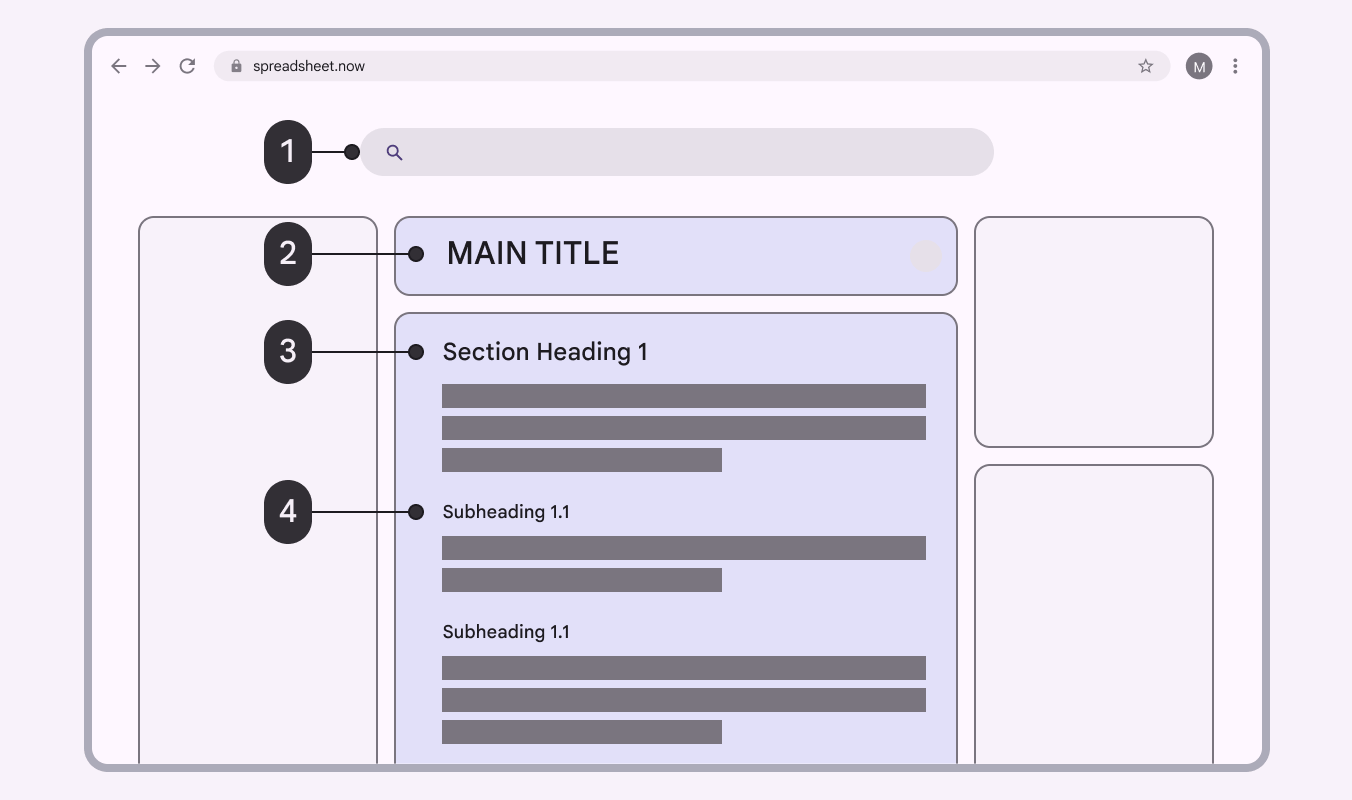 spreadsheet.now
M
1
2
MAIN TITLE
3
Section Heading 1
4
Subheading 1.1
Subheading 1.1